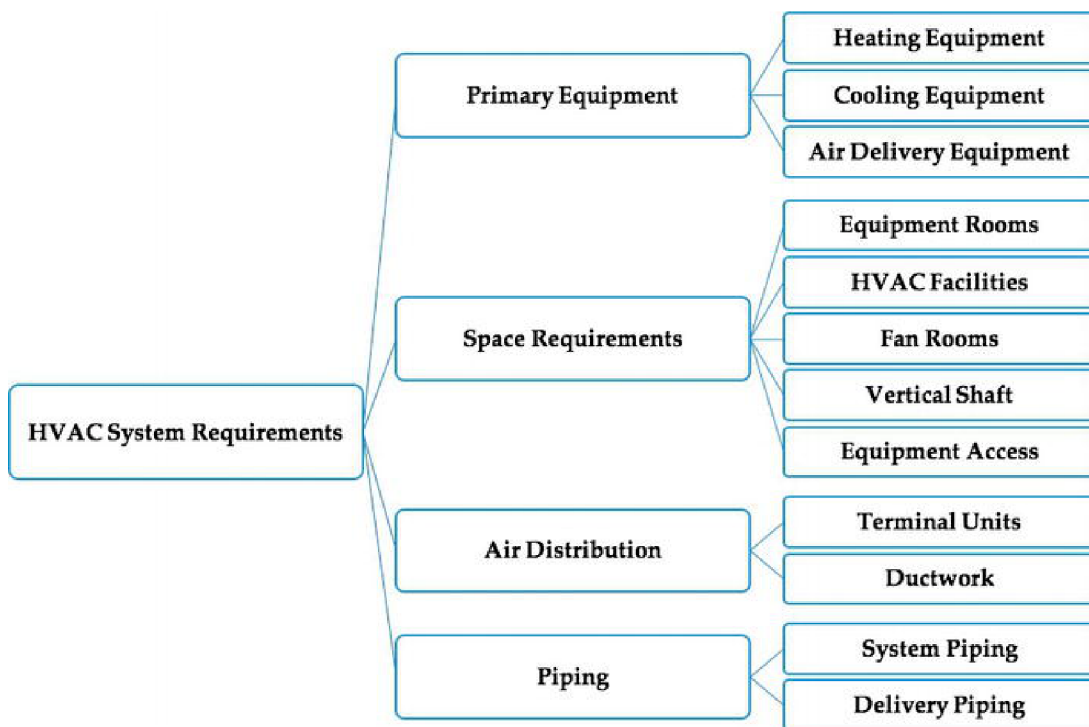 HVAC System Requirements
Primary Equipment
Heating Equipment
Cooling Equipment
Air Delivery Equipment
Space Requirements
Equipment Rooms
HVAC Facilities
Fan Rooms
Vertical Shaft
Equipment Access
Air Distribution
Terminal Units
Ductwork
Piping
System Piping
Delivery Piping